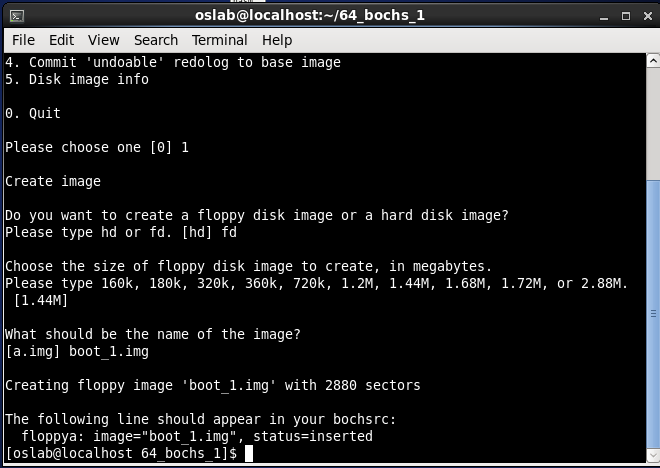 oslab@localhost:~/64_bochs_1
File Edit View Search Terminal Help
4. Commit 'undoable' redolog to base image
5. Disk image info
0. Quit
Please choose one [0] 1
Create image
Do you want to create a floppy disk image or a hard disk image?
Please type hd or fd. [hd] fd
Choose the size of floppy disk image to create, in megabytes.
Please type 160k, 180k, 320k, 360k, 720k, 1.2M, 1.44M, 1.68M, 1.72M, or 2.88M.
[1.44M]
What should be the name of the image?
[a.img] boot_1.img
Creating floppy image 'boot_1.img' with 2880 sectors
The following line should appear in your bochsrc:
floppya: image="boot_1.img", status=inserted
[oslab@localhost 64_bochs_1]$